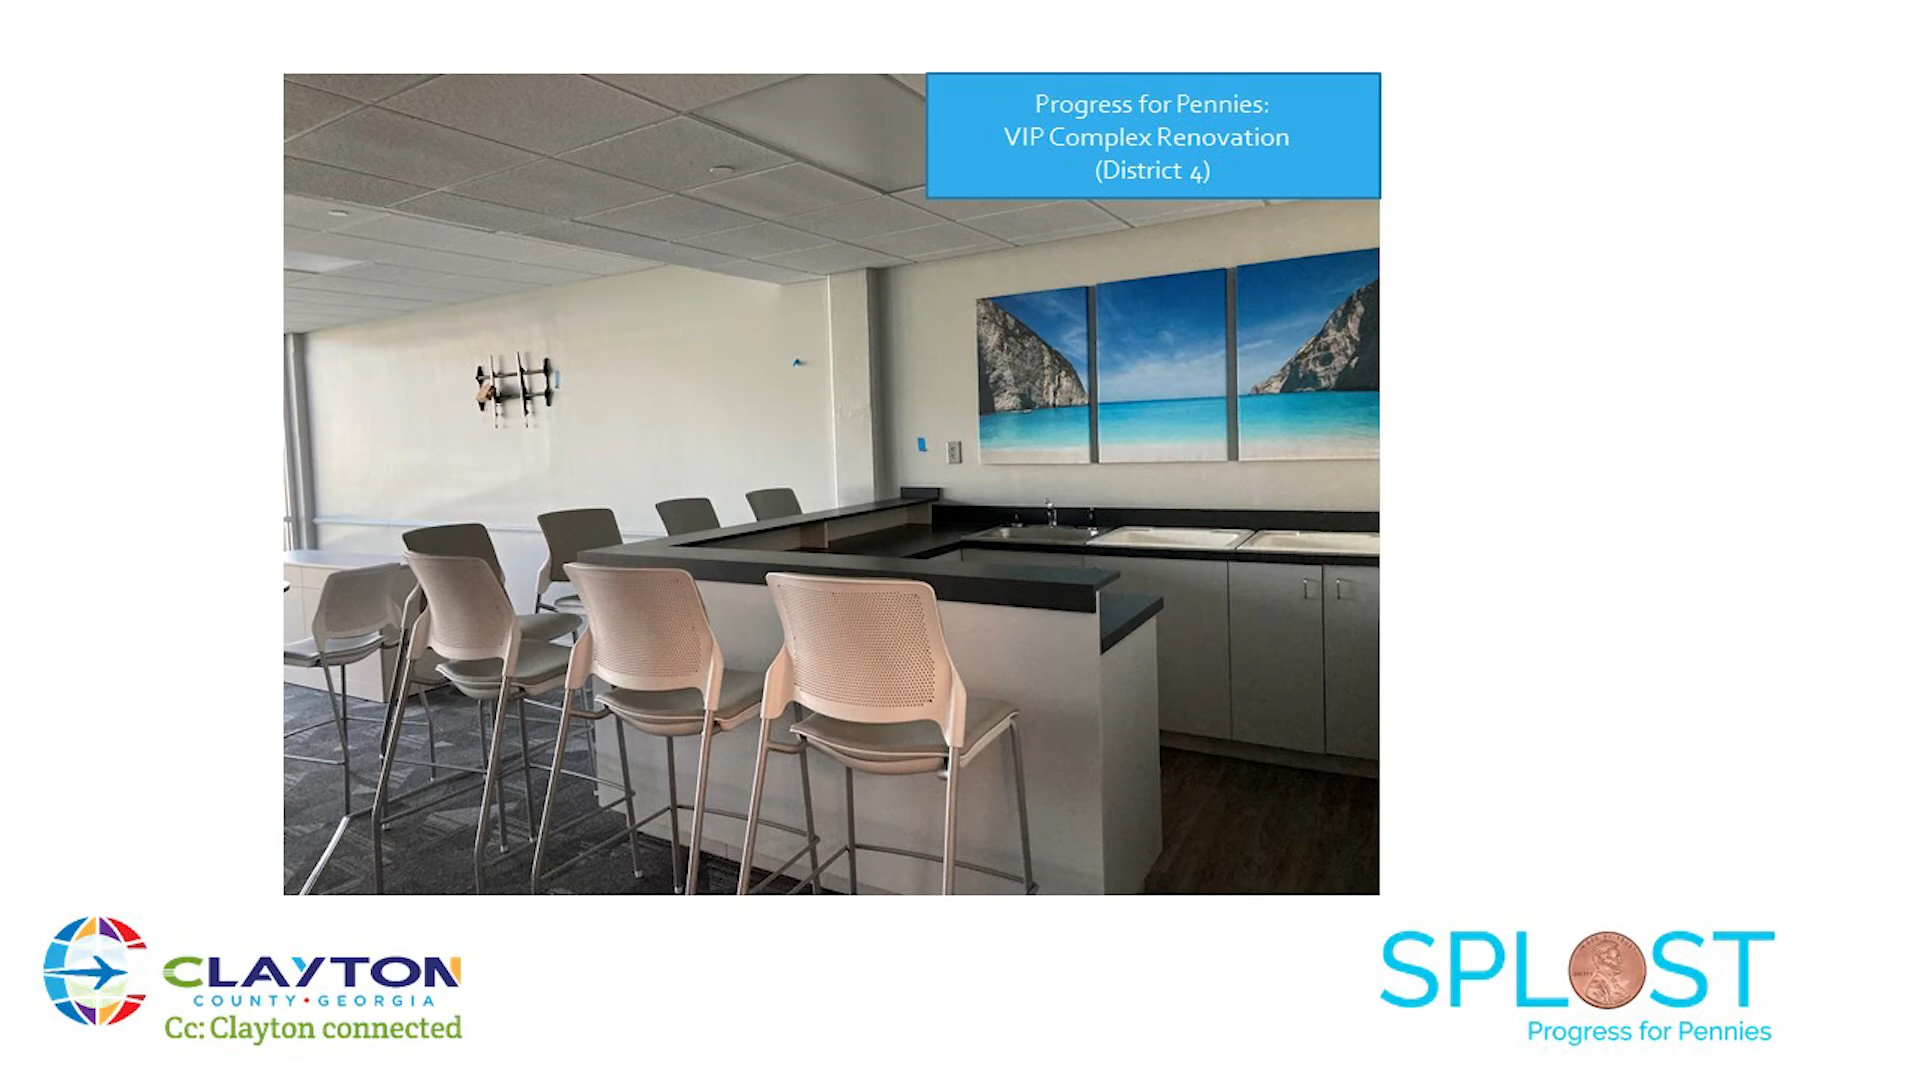 Progress for Pennies:
VIP Complex Renovation
(District 4)
CLAYTON
COUNTY • GEORGIA
Cc: Clayton connected
SPLOST
Progress for Pennies